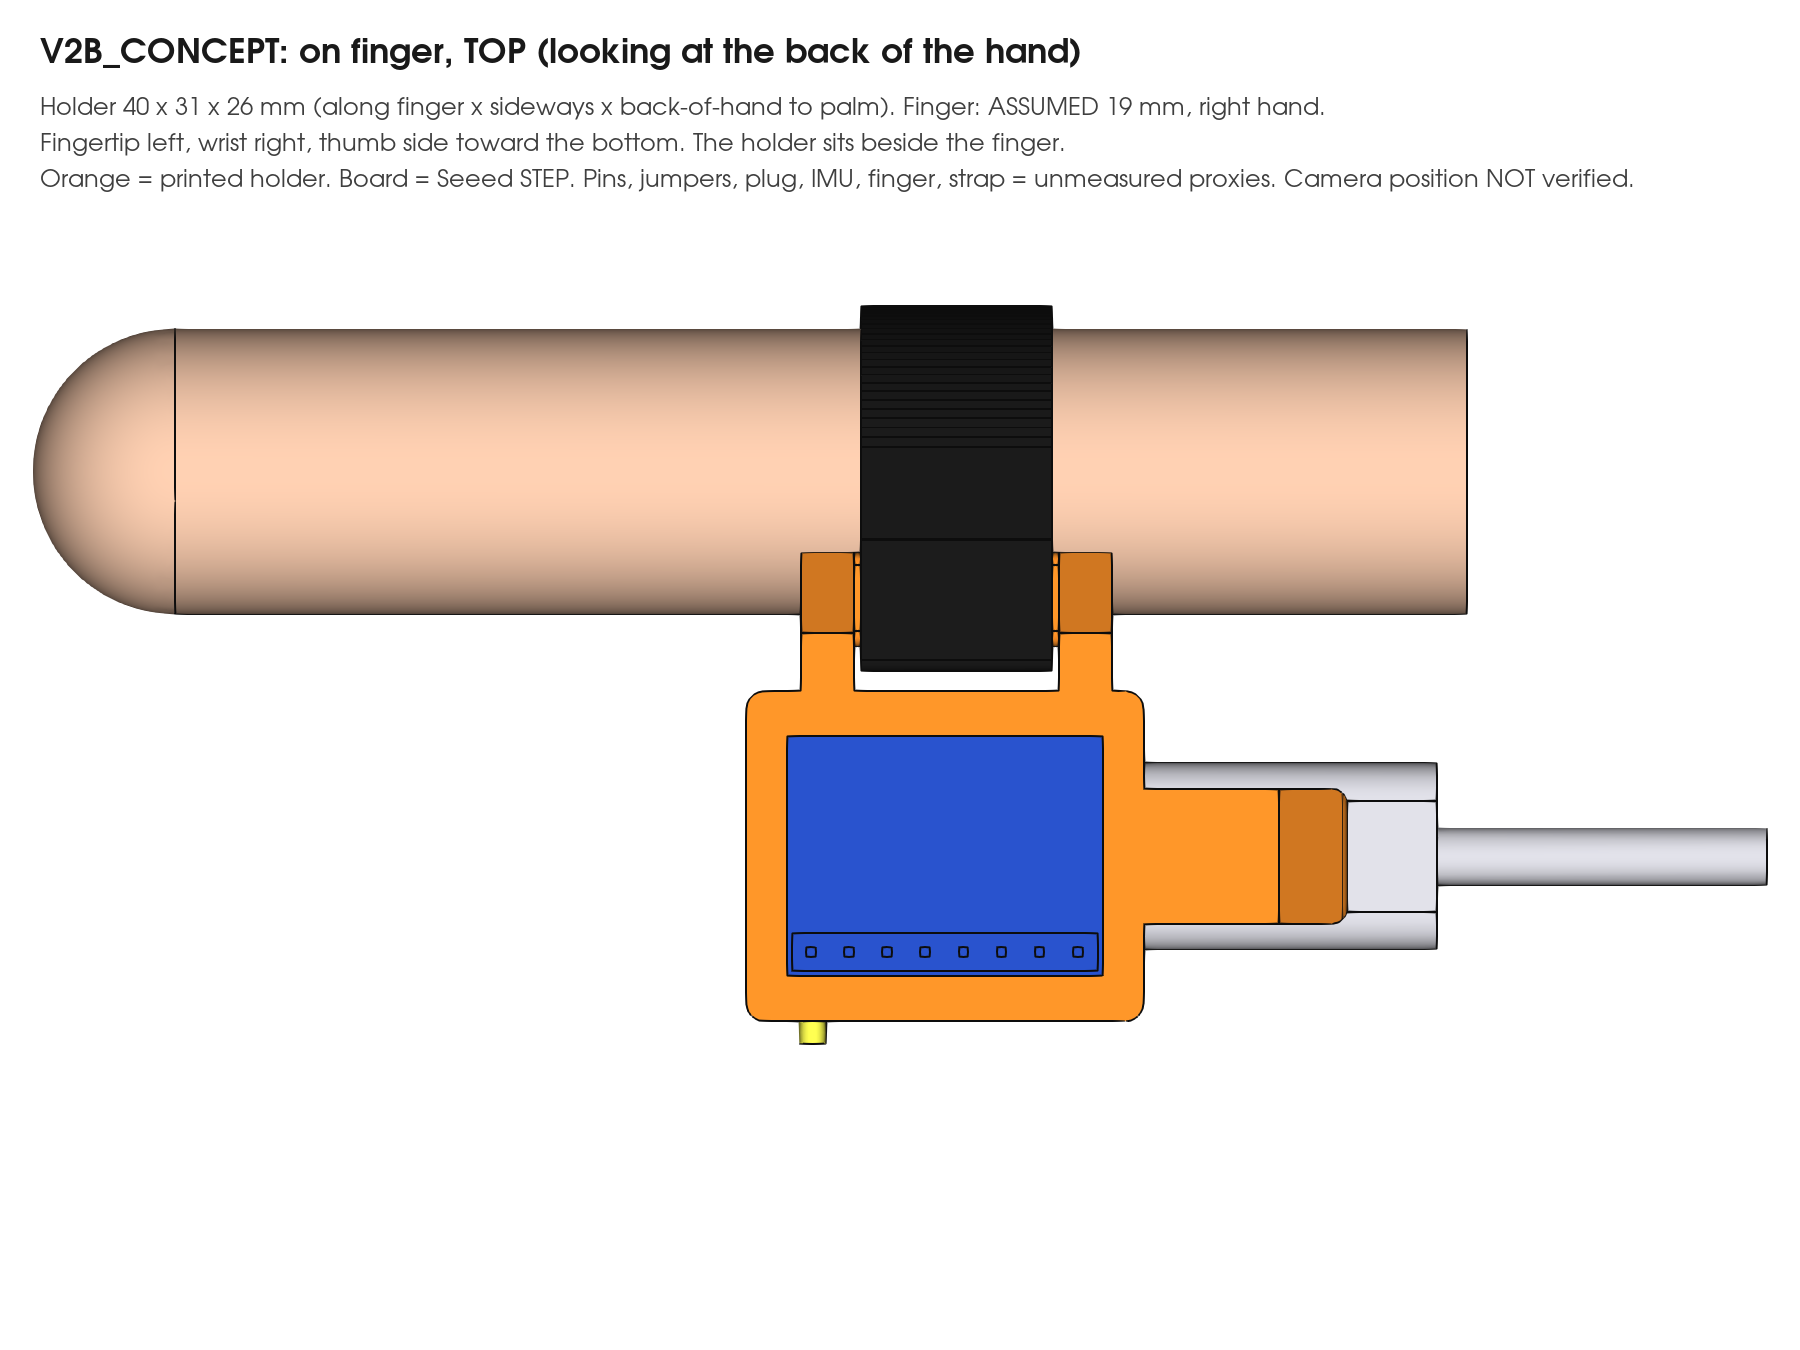 V2B_CONCEPT: on finger, TOP (looking at the back of the hand)
Holder 40 x 31 x 26 mm (along finger x sideways x back-of-hand to palm). Finger: ASSUMED 19 mm, right hand.
Fingertip left, wrist right, thumb side toward the bottom. The holder sits beside the finger.
Orange = printed holder. Board = Seeed STEP. Pins, jumpers, plug, IMU, finger, strap = unmeasured proxies. Camera position NOT verified.